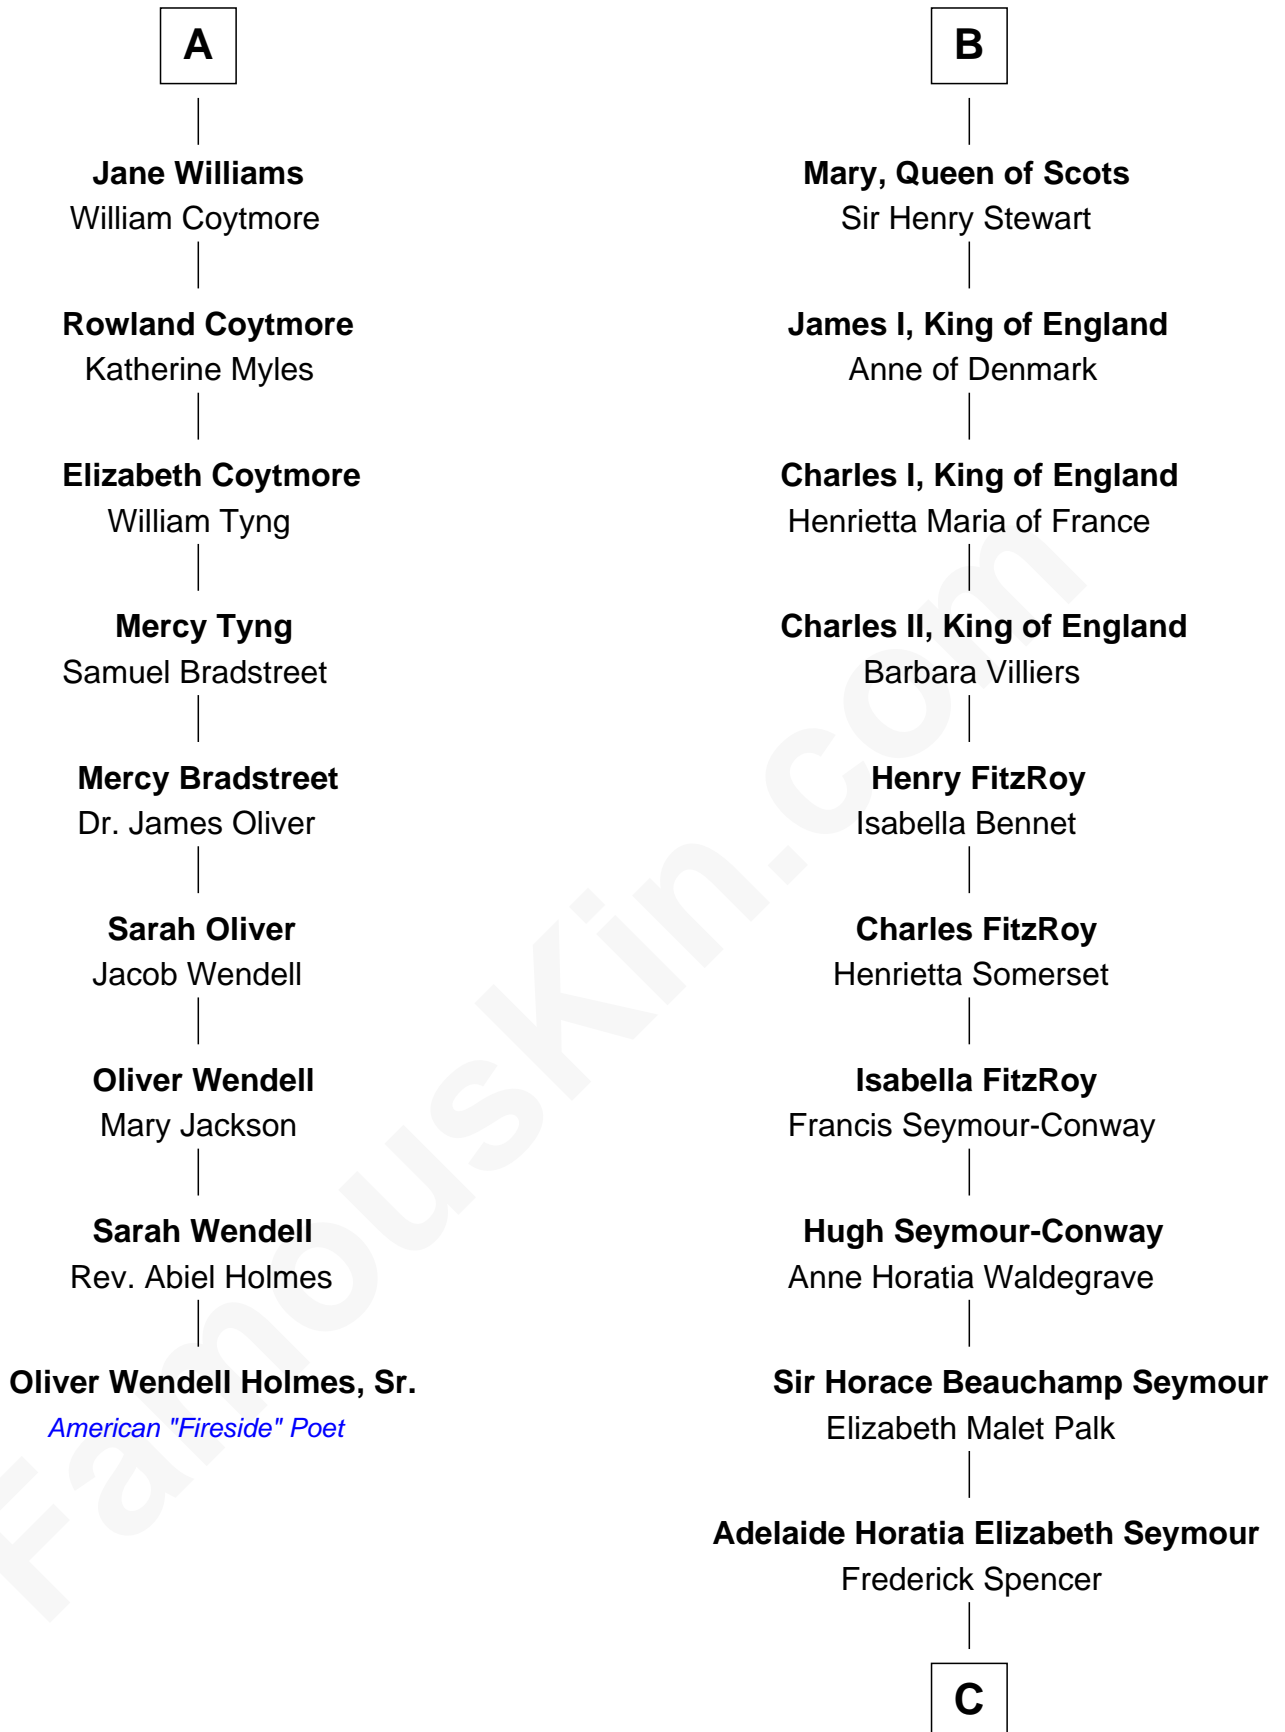 A
Jane Williams
William Coytmore
Rowland Coytmore
Katherine Myles
Elizabeth Coytmore
William Tyng
Mercy Tyng
Samuel Bradstreet
Mercy Bradstreet
Dr. James Oliver
Sarah Oliver
Jacob Wendell
Oliver Wendell
Mary Jackson
Sarah Wendell
Rev. Abiel Holmes
Oliver Wendell Holmes, Sr.
American "Fireside" Poet
B
Mary, Queen of Scots
Sir Henry Stewart
James I, King of England
Anne of Denmark
Charles I, King of England
Henrietta Maria of France
Charles II, King of England
Barbara Villiers
Henry FitzRoy
Isabella Bennet
Charles FitzRoy
Henrietta Somerset
Isabella FitzRoy
Francis Seymour-Conway
Hugh Seymour-Conway
Anne Horatia Waldegrave
Sir Horace Beauchamp Seymour
Elizabeth Malet Palk
Adelaide Horatia Elizabeth Seymour
Frederick Spencer
C
FamousKin.com